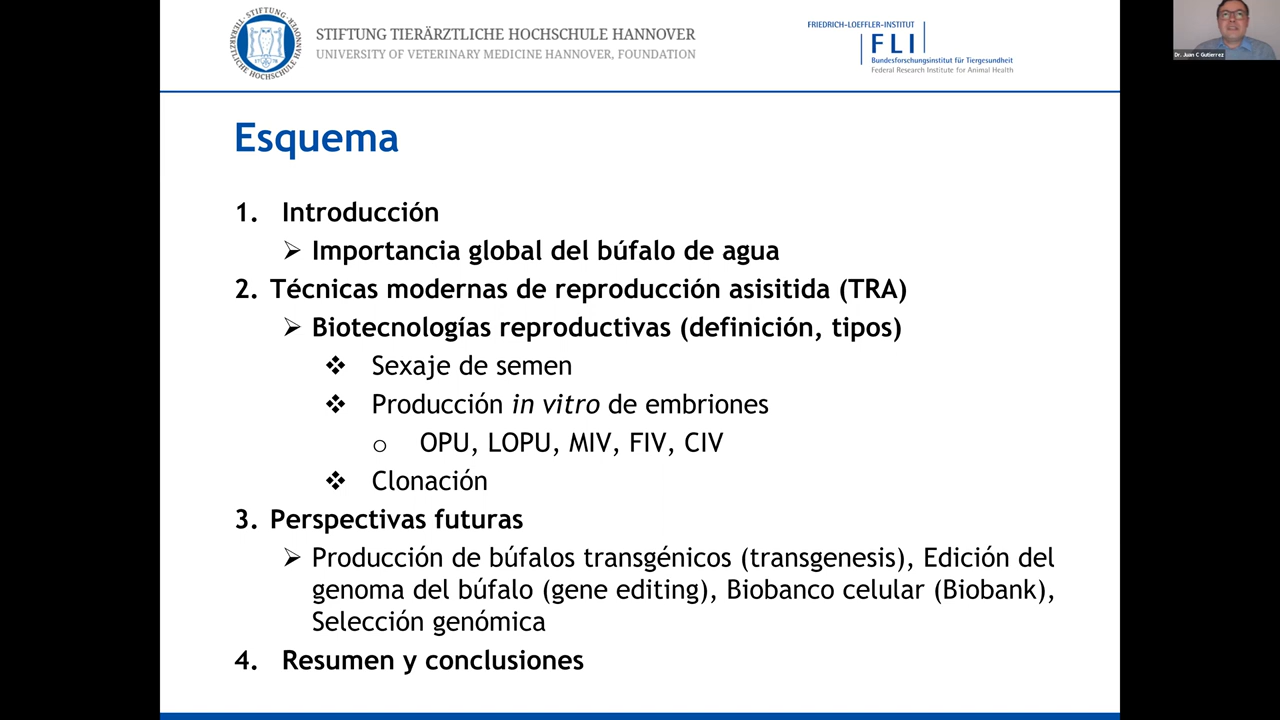 STIFTUNG TIERÄRZTLICHE HOCHSCHULE HANNOVER
UNIVERSITY OF VETERINARY MEDICINE HANNOVER, FOUNDATION
FRIEDRICH-LOEFFLER-INSTITUT
FLI
Bundesforschungsinstitut für Tiergesundheit
Federal Research Institute for Animal Health
Dr. Juan C Gutierrez
Esquema
1. Introducción
➢ Importancia global del búfalo de agua
2. Técnicas modernas de reproducción asisitida (TRA)
➢ Biotecnologías reproductivas (definición, tipos)
❖ Sexaje de semen
❖ Producción in vitro de embriones
o OPU, LOPU, MIV, FIV, CIV
❖ Clonación
3. Perspectivas futuras
➢ Producción de búfalos transgénicos (transgenesis), Edición del
genoma del búfalo (gene editing), Biobanco celular (Biobank),
Selección genómica
4. Resumen y conclusiones